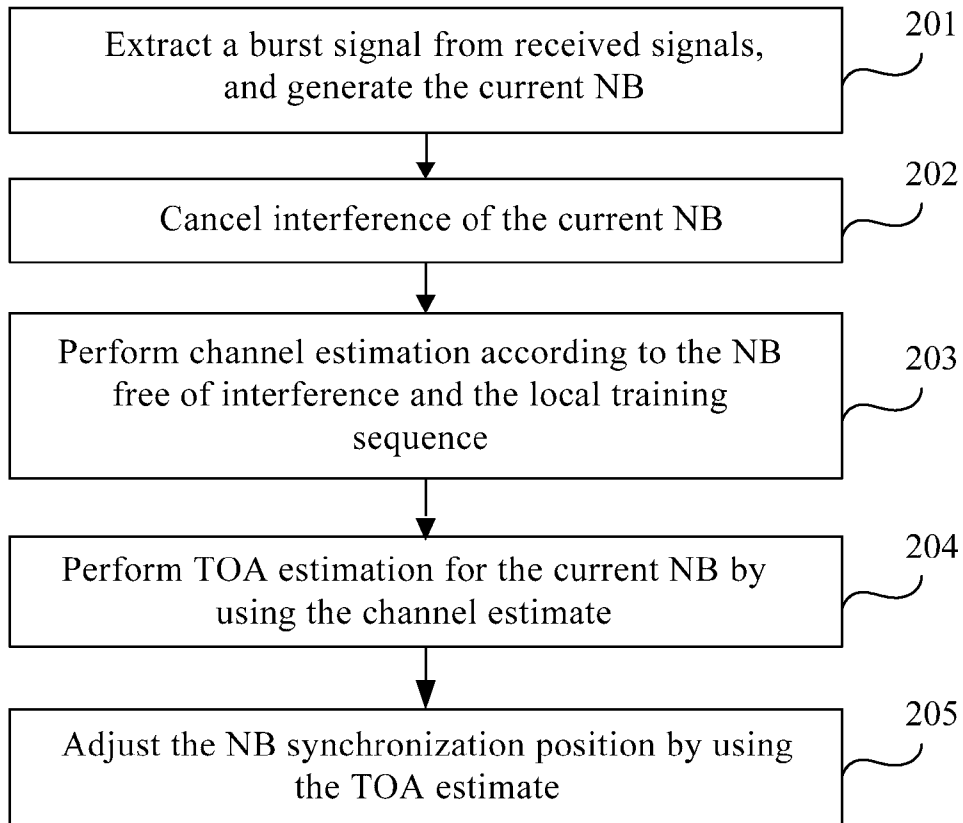 Extract a burst signal from received signals,
and generate the current NB
201
Cancel interference of the current NB
202
Perform channel estimation according to the NB
free of interference and the local training
sequence
203
Perform TOA estimation for the current NB by
using the channel estimate
204
Adjust the NB synchronization position by using
the TOA estimate
205